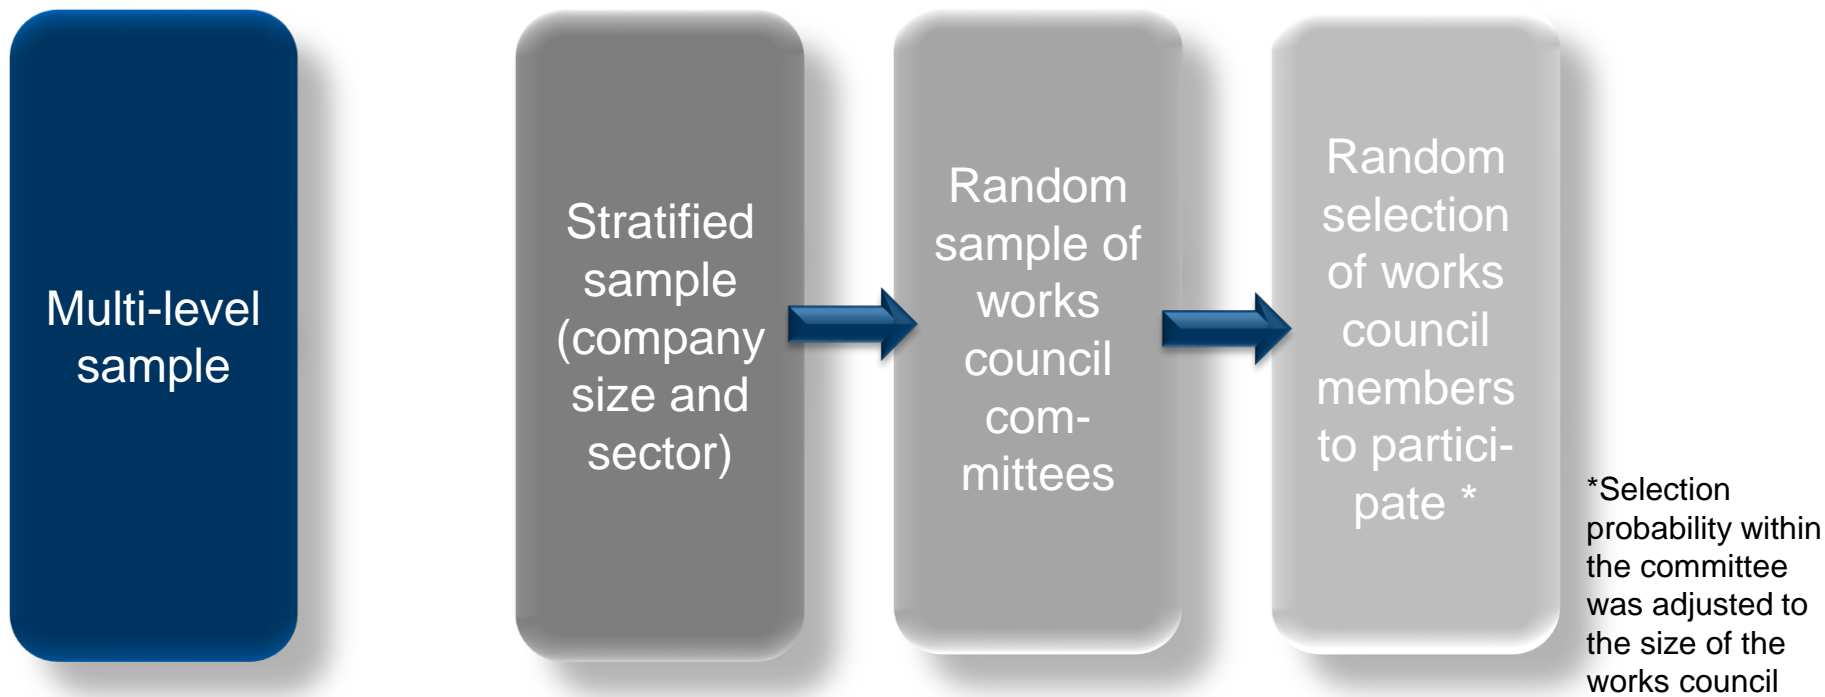 Multi-level
sample
Stratified
sample
(company
size and
sector)
Random
sample of
works
council
com-
mittees
Random
selection
of works
council
members
to partici-
pate *
*Selection
probability within
the committee
was adjusted to
the size of the
works council